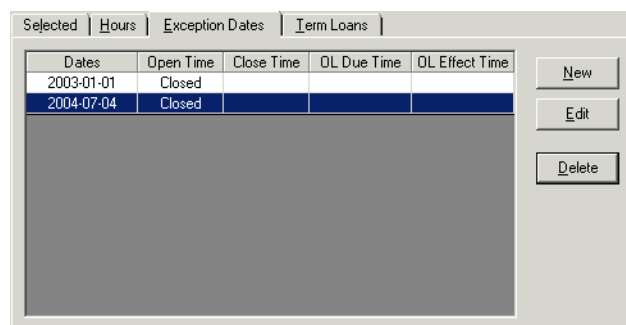 Selected Hours Exception Dates Term Loans
Dates Open Time Close Time OL Due Time OL Effect Time
2003-01-01 Closed
2004-07-04 Closed
New
Edit
Delete